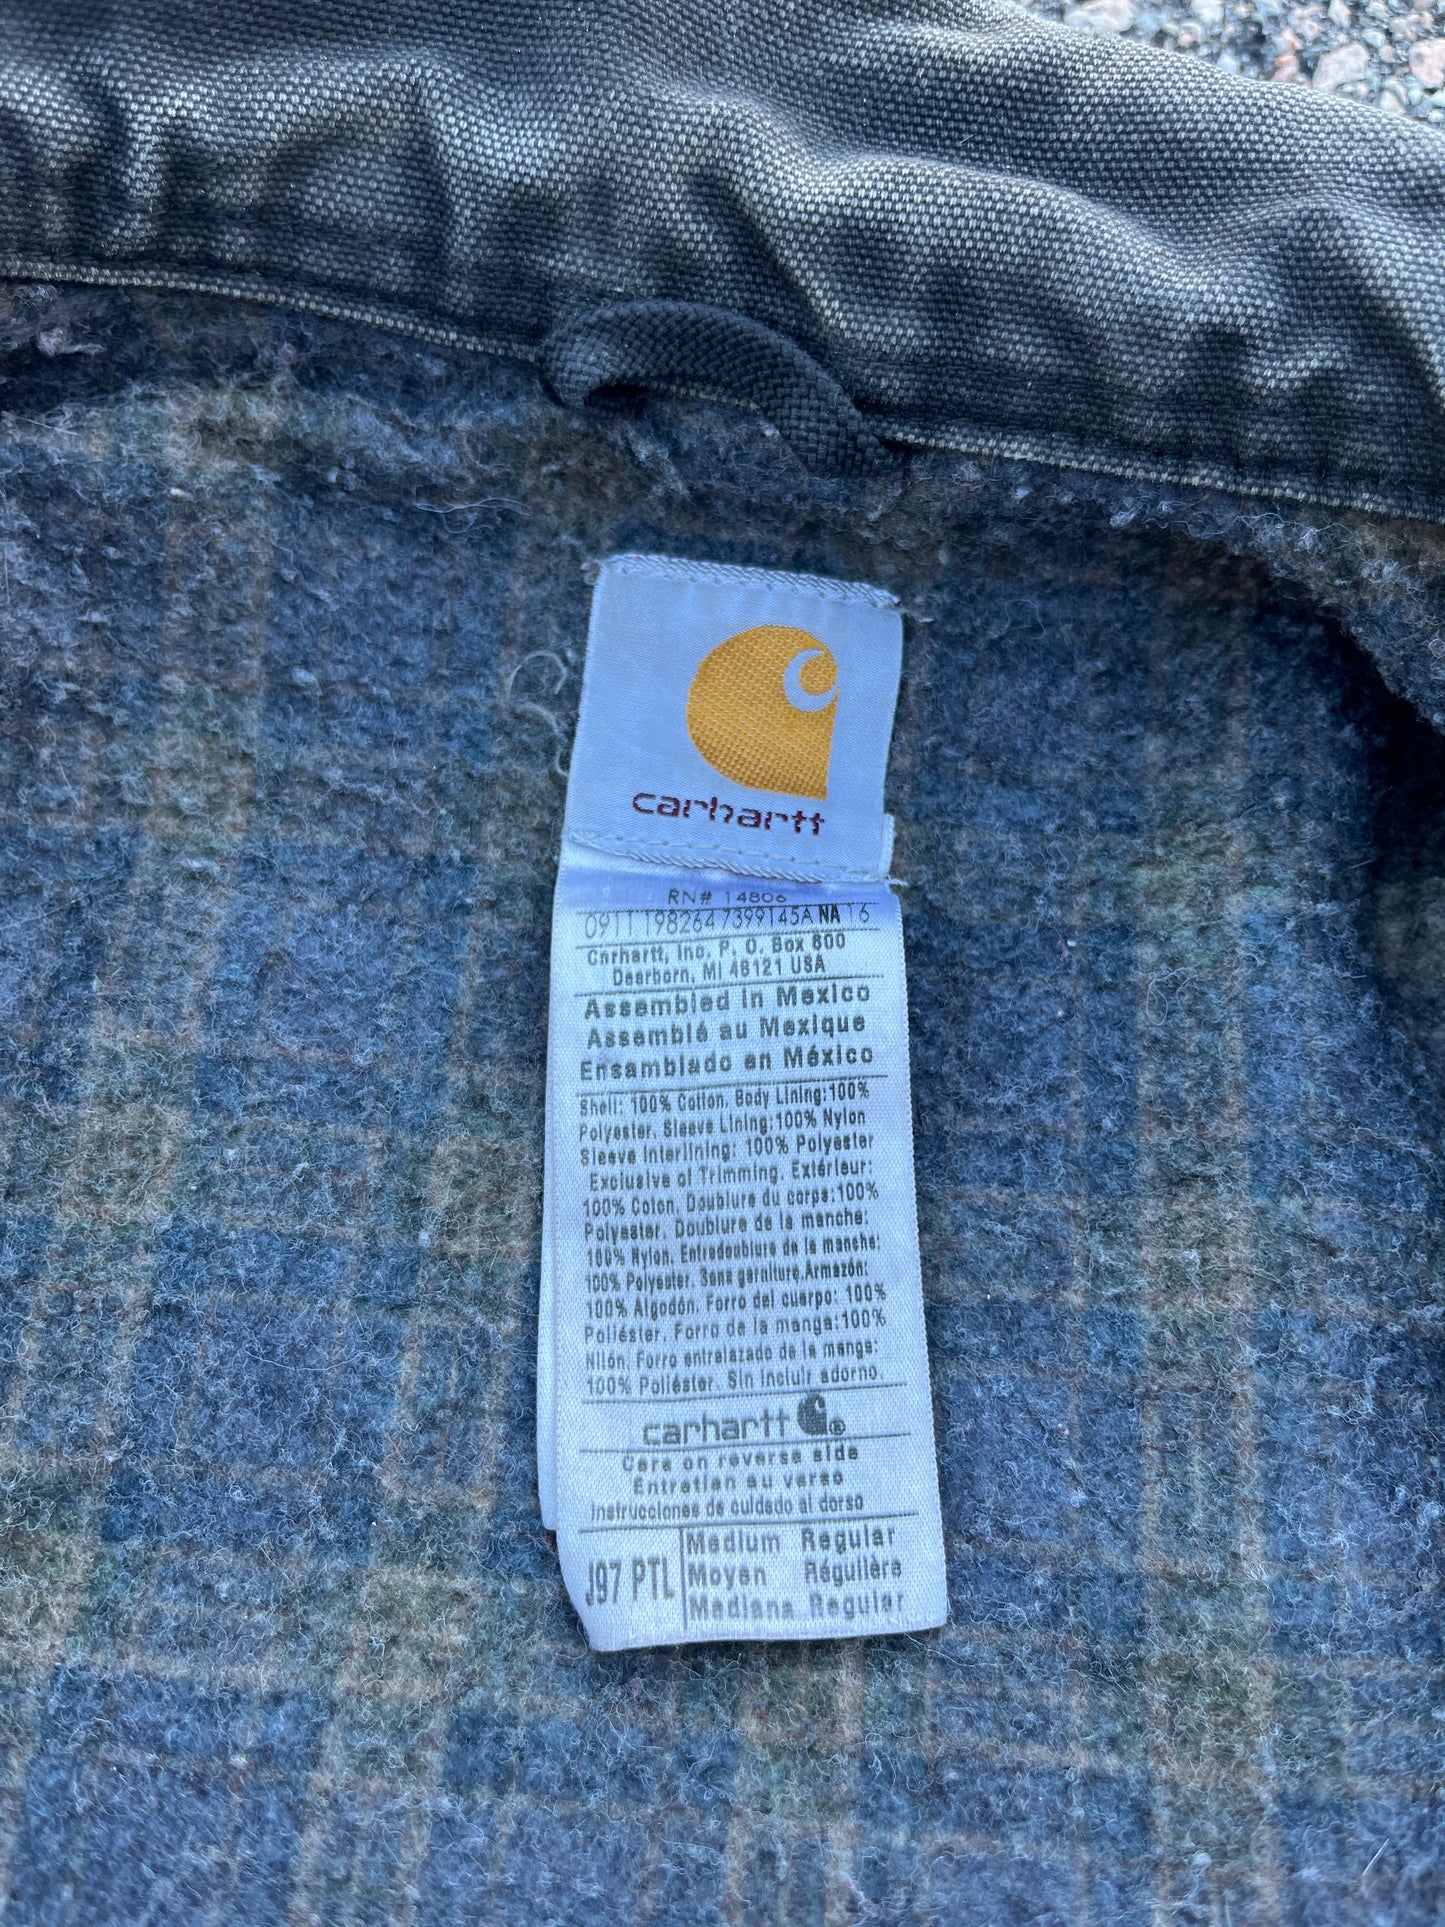 carhartt
RN# 14806
09111982647399145A NA 16
Carhartt, Inc. P. O. Box 600
Dearborn, MI 48121 USA
Assembled in Mexico
Assemblé au Mexique
Ensamblado en México
Shell: 100% Cotton. Body Lining:100%
Polyester. Sleeve Lining:100% Nylon
Sleeve Interlining: 100% Polyester
Exclusive of Trimming. Extérieur:
100% Coton. Doublure du corps:100%
Polyester. Doublure de la manche:
100% Nylon. Entredoublure de la manche:
100% Polyester. Sans garniture.Armazón:
100% Algodón. Forro del cuerpo: 100%
Poliéster. Forro de la manga:100%
Nilón. Forro entrelazado de la manga:
100% Poliéster. Sin incluir adorno.
carhartt ®
Care on reverse side
Entretien au verso
Instrucciones de cuidado al dorso
J97 PTL
Medium Regular
Moyen Régulière
Mediana Regular